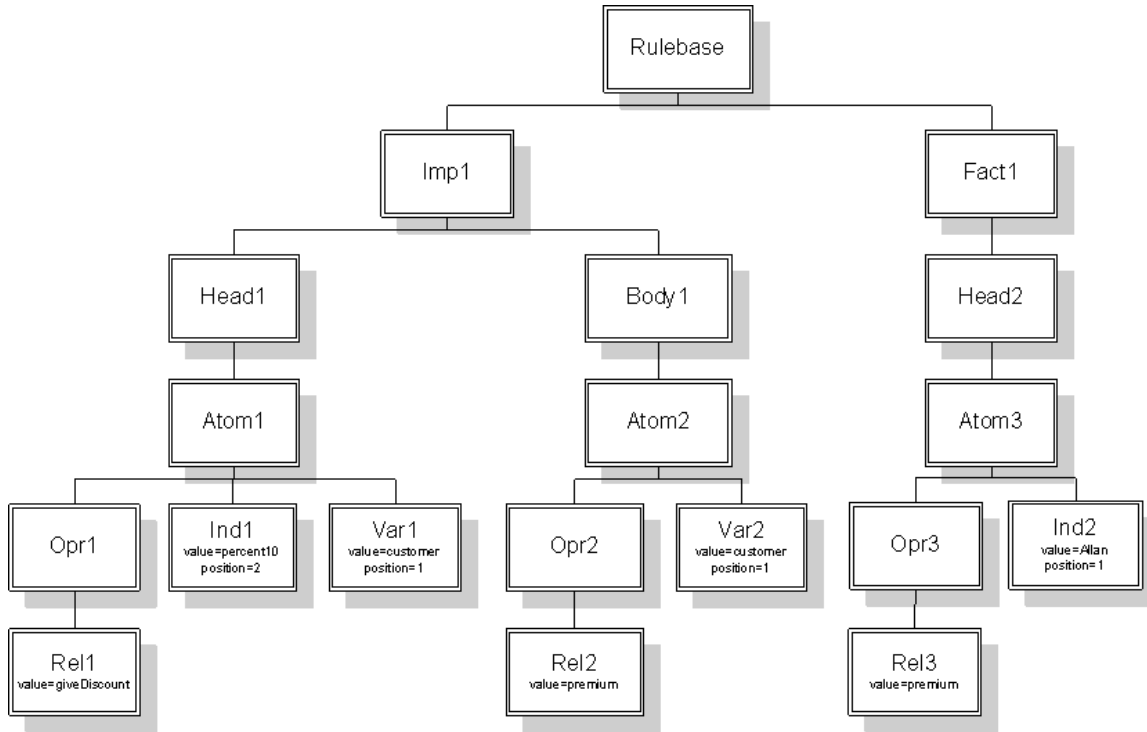 Rulebase
Imp1
Fact1
Head1
Body1
Head2
Atom1
Atom2
Atom3
Opr1
Ind1
value=percent10
position=2
Var1
value=customer
position=1
Opr2
Var2
value=customer
position=1
Opr3
Ind2
value=Allan
position=1
Rel1
value=giveDiscount
Rel2
value=premium
Rel3
value=premium